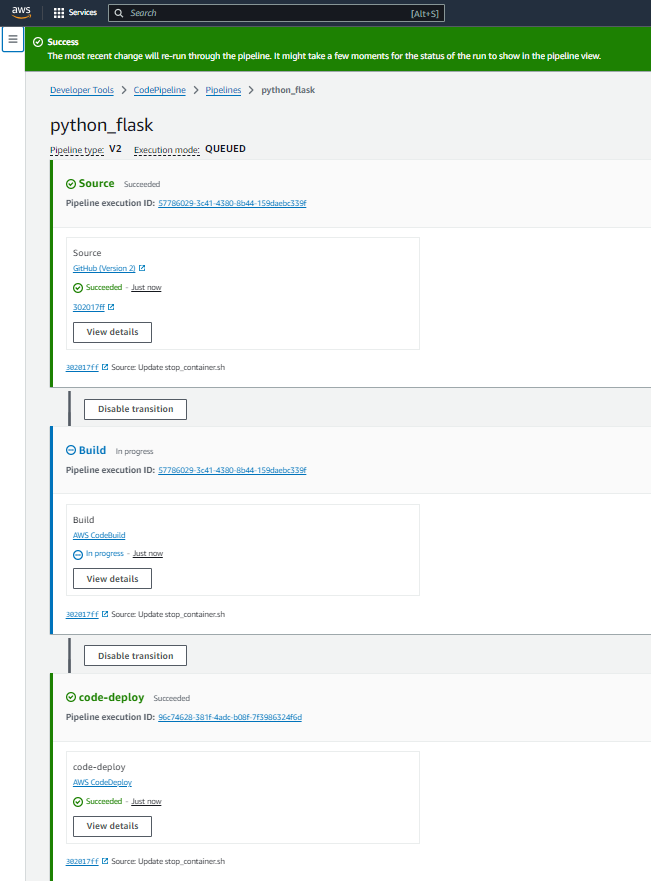 aws
Services
Search
[Alt+S]
Success
The most recent change will re-run through the pipeline. It might take a few moments for the status of the run to show in the pipeline view.
Developer Tools > CodePipeline > Pipelines > python_flask
python_flask
Pipeline type: V2 Execution mode: QUEUED
Source Succeeded
Pipeline execution ID: 57786029-3c41-4380-8b44-159daebc339f
Source
GitHub (Version 2)
Succeeded - Just now
302017ff
View details
302017ff Source: Update stop_container.sh
Disable transition
Build In progress
Pipeline execution ID: 57786029-3c41-4380-8b44-159daebc339f
Build
AWS CodeBuild
In progress - Just now
View details
302017ff Source: Update stop_container.sh
Disable transition
code-deploy Succeeded
Pipeline execution ID: 96c74628-381f-4adc-b08f-7f3986324f6d
code-deploy
AWS CodeDeploy
Succeeded - Just now
View details
302017ff Source: Update stop_container.sh